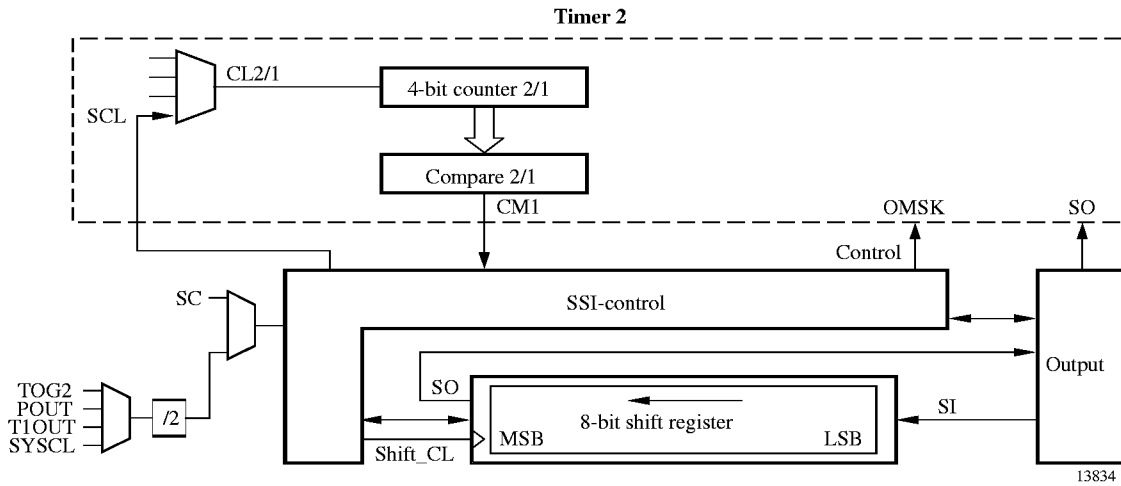 Timer 2
CL2/1
4-bit counter 2/1
SCL
Compare 2/1
CM1
OMSK
SO
Control
SC
SSI-control
TOG2
POUT
T1OUT
SYSCL
/2
Output
SO
SI
8-bit shift register
MSB
LSB
Shift_CL
13834